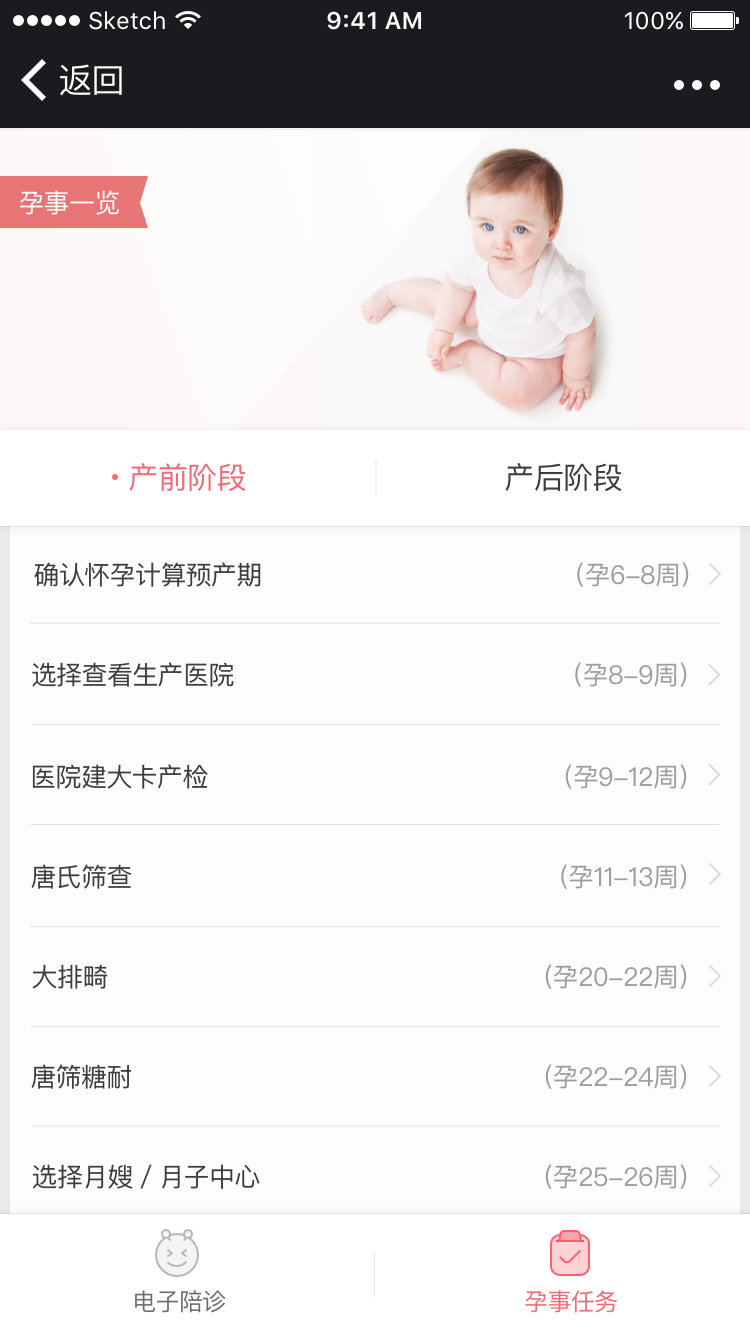 Sketch 9:41 AM 100%
返回
孕事一览
产前阶段 产后阶段
确认怀孕计算预产期 (孕6–8周)
选择查看生产医院 (孕8–9周)
医院建大卡产检 (孕9–12周)
唐氏筛查 (孕11–13周)
大排畸 (孕20–22周)
唐筛糖耐 (孕22–24周)
选择月嫂 / 月子中心 (孕25–26周)
电子陪诊 孕事任务